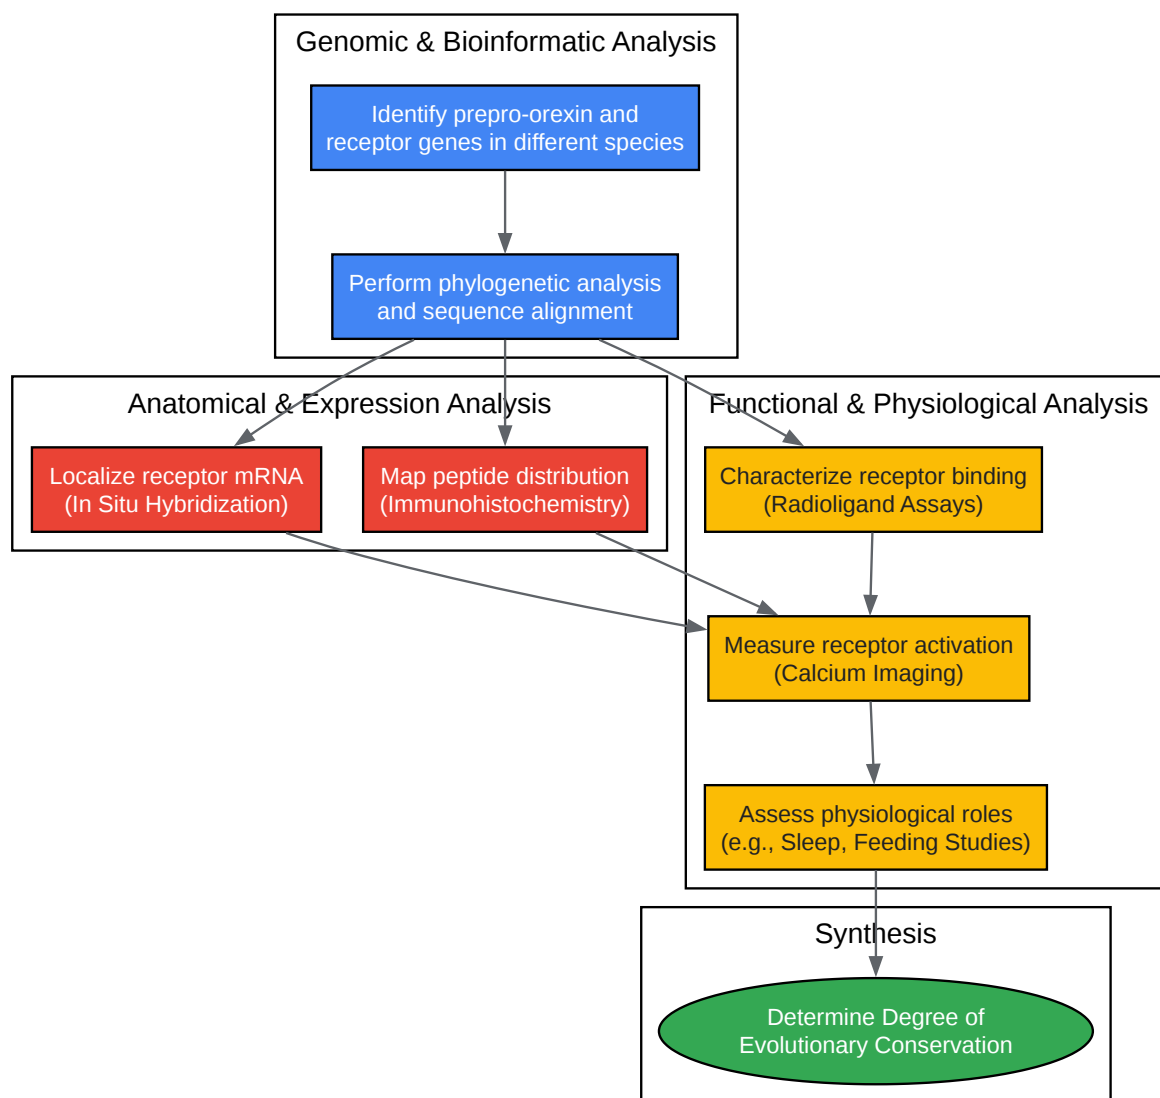 Genomic & Bioinformatic Analysis
Identify prepro-orexin and
receptor genes in different species
Perform phylogenetic analysis
and sequence alignment
Anatomical & Expression Analysis
Localize receptor mRNA
(In Situ Hybridization)
Map peptide distribution
(Immunohistochemistry)
Functional & Physiological Analysis
Characterize receptor binding
(Radioligand Assays)
Measure receptor activation
(Calcium Imaging)
Assess physiological roles
(e.g., Sleep, Feeding Studies)
Synthesis
Determine Degree of
Evolutionary Conservation